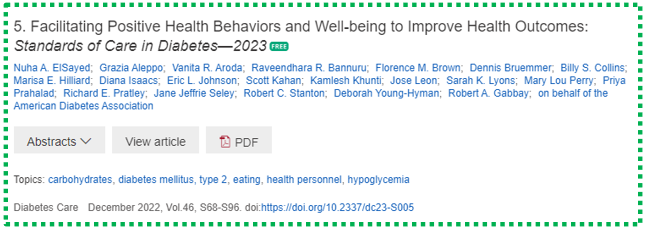 5. Facilitating Positive Health Behaviors and Well-being to Improve Health Outcomes:
Standards of Care in Diabetes—2023 FREE
Nuha A. ElSayed; Grazia Aleppo; Vanita R. Aroda; Raveendhara R. Bannuru; Florence M. Brown; Dennis Bruemmer; Billy S. Collins;
Marisa E. Hilliard; Diana Isaacs; Eric L. Johnson; Scott Kahan; Kamlesh Khunti; Jose Leon; Sarah K. Lyons; Mary Lou Perry; Priya
Prahalad; Richard E. Pratley; Jane Jeffrie Seley; Robert C. Stanton; Deborah Young-Hyman; Robert A. Gabbay; on behalf of the
American Diabetes Association
Abstracts View article PDF
Topics: carbohydrates, diabetes mellitus, type 2, eating, health personnel, hypoglycemia
Diabetes Care December 2022, Vol.46, S68-S96. doi:https://doi.org/10.2337/dc23-S005